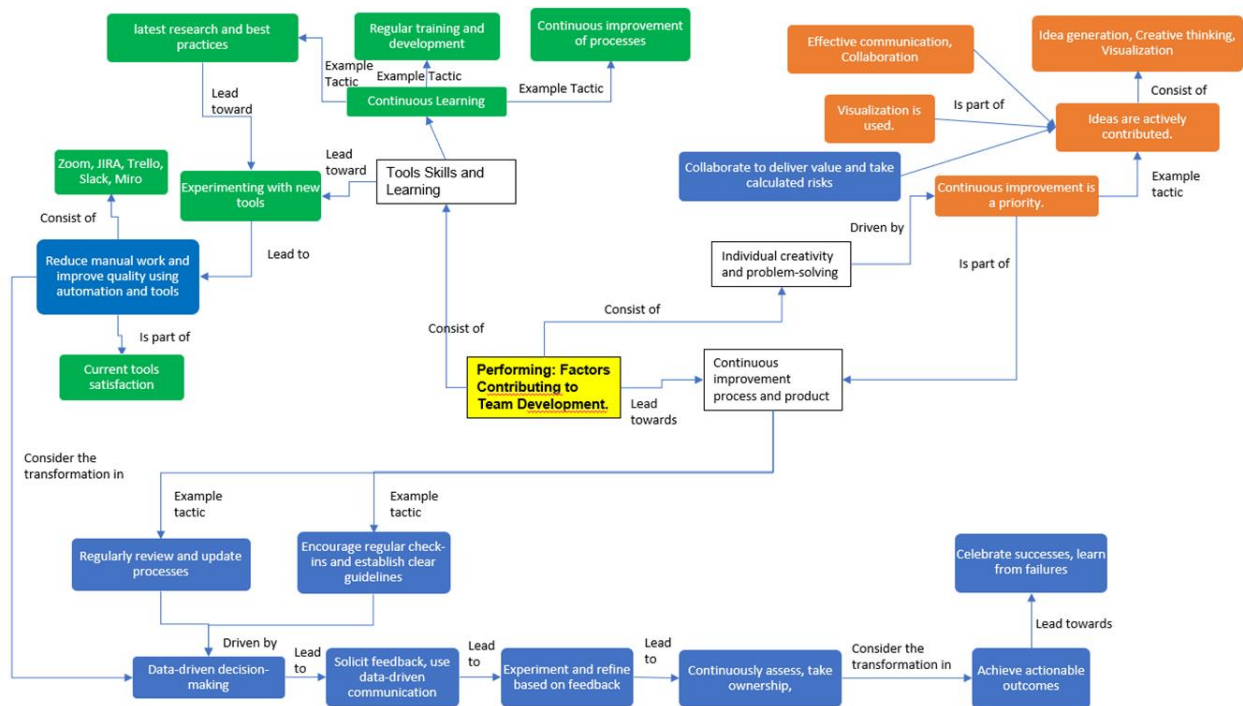 latest research and best
practices
Regular training and
development
Continuous improvement
of processes
Effective communication,
Collaboration
Idea generation, Creative thinking,
Visualization
Example
Tactic
Example Tactic
Example Tactic
Continuous Learning
Lead
toward
Is part of
Consist of
Visualization is
used.
Ideas are actively
contributed.
Zoom, JIRA, Trello,
Slack, Miro
Experimenting with new
tools
Lead
toward
Tools Skills and
Learning
Collaborate to deliver value and take
calculated risks
Continuous improvement is
a priority.
Example
tactic
Consist of
Lead to
Driven by
Reduce manual work and
improve quality using
automation and tools
Individual creativity
and problem-solving
Is part of
Is part of
Consist of
Consist of
Current tools
satisfaction
Performing: Factors
Contributing to
Team Development.
Lead
towards
Continuous
improvement
process and product
Consider the
transformation in
Example
tactic
Example
tactic
Regularly review and update
processes
Encourage regular check-
ins and establish clear
guidelines
Celebrate successes, learn
from failures
Driven by
Lead towards
Data-driven decision-
making
Lead
to
Solicit feedback, use
data-driven
communication
Lead
to
Experiment and refine
based on feedback
Lead
to
Continuously assess, take
ownership,
Consider the
transformation in
Achieve actionable
outcomes